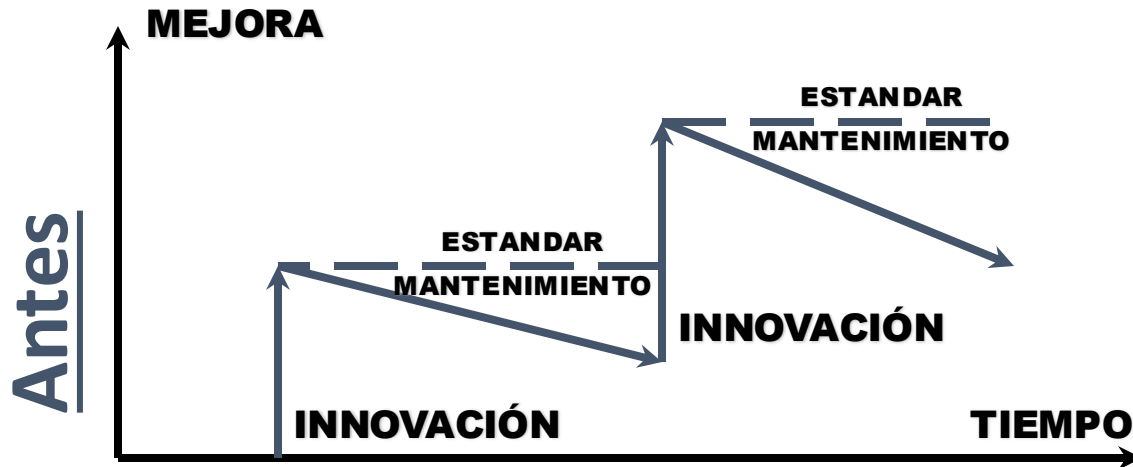 MEJORA
ESTANDAR
MANTENIMIENTO
Antes
ESTANDAR
MANTENIMIENTO
INNOVACIÓN
INNOVACIÓN
TIEMPO